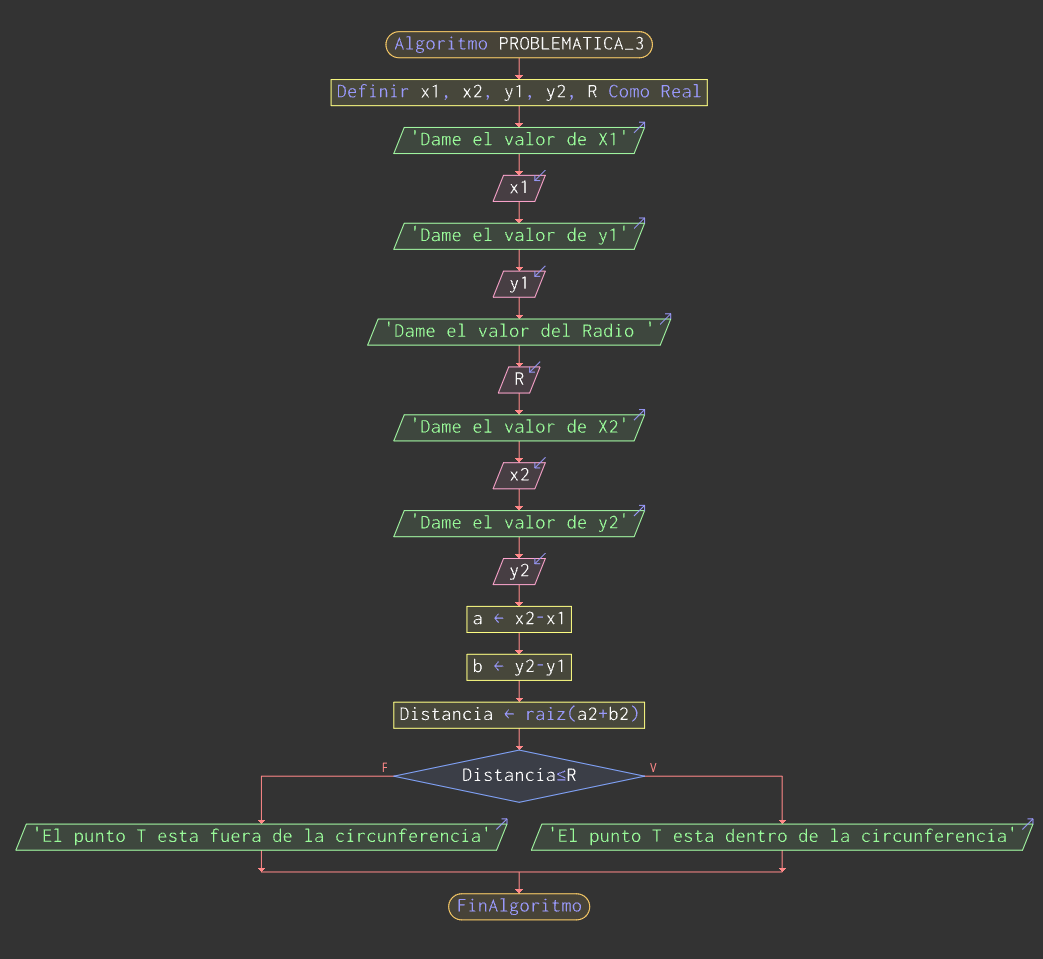 Algoritmo PROBLEMATICA_3
Definir x1, x2, y1, y2, R Como Real
'Dame el valor de X1'
x1
'Dame el valor de y1'
y1
'Dame el valor del Radio '
R
'Dame el valor de X2'
x2
'Dame el valor de y2'
y2
a ← x2-x1
b ← y2-y1
Distancia ← raiz(a2+b2)
F
Distancia≤R
V
'El punto T esta fuera de la circunferencia'
'El punto T esta dentro de la circunferencia'
FinAlgoritmo